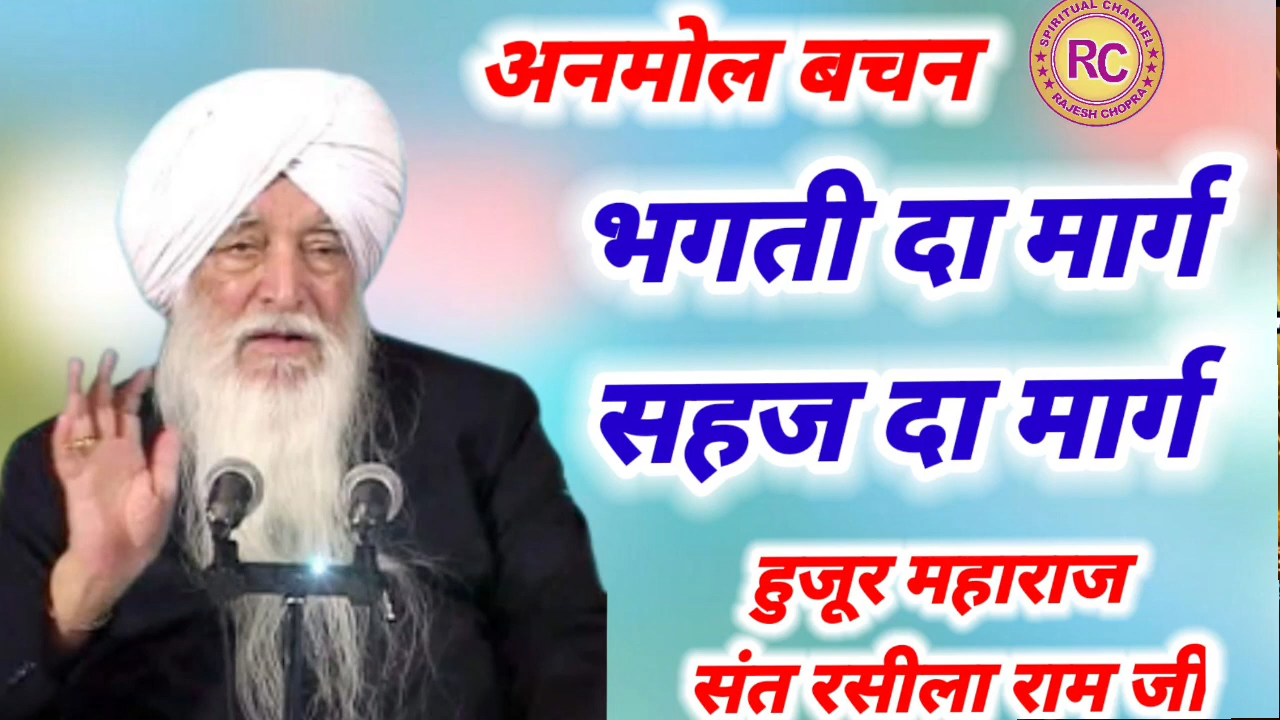 अनमोल बचन
SPIRITUAL CHANNEL
RC
RAJESH CHOPRA
भगती दा मार्ग
सहज दा मार्ग
हुजूर महाराज
संत रसीला राम जी